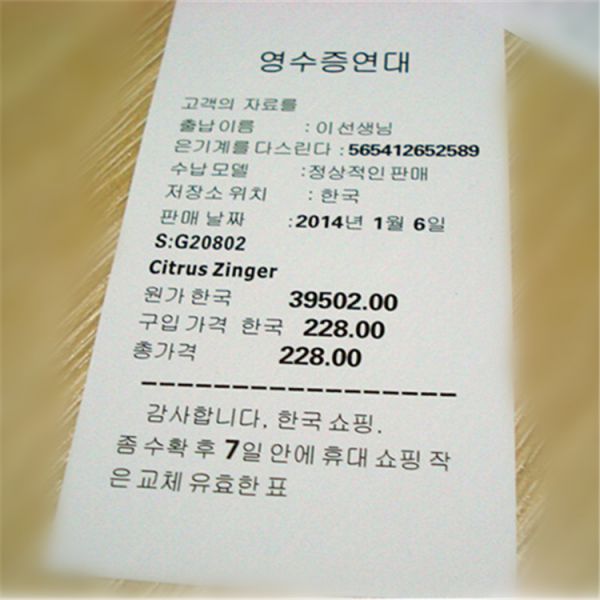 영수증연대
고객의 자료를
출납이름 : 이선생닝
은기계를 다스린다 : 565412652589
수납 모델 : 정상적인 판매
저장소 위치 : 한국
판매 날짜 : 2014년 1월 6일
S:G20802
Citrus Zinger
원가 한국 39502.00
구입 가격 한국 228.00
총가격 228.00
감사합니다, 한국 쇼핑.
좀 수확 후 7일 안에 휴대 쇼핑 작
은 교체 유효한 표